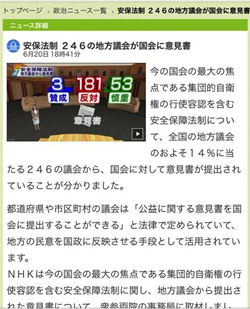 トップページ 〉 政治ニュース一覧 〉 安保法制 ２４６の地方議会が国会に意
ニュース詳細
安保法制 ２４６の地方議会が国会に意見書
6月20日 18時41分
3 賛成
181 反対
53 慎重
意見書
今の国会の最大の焦
点である集団的自衛
権の行使容認を含む
安全保障法制につい
て、全国の地方議会
のおよそ１４％に当
たる２４６の議会から、国会に対して意見書が提出され
ていることが分かりました。
都道府県や市区町村の議会は「公益に関する意見書を国
会に提出することができる」と法律で定められていて、
地方の民意を国政に反映させる手段として活用されてい
ます。
ＮＨＫは今の国会の最大の焦点である集団的自衛権の行
使容認を含む安全保障法制に関し、地方議会から提出さ
れた意見書について、衆参両院の事務局に取材しまし